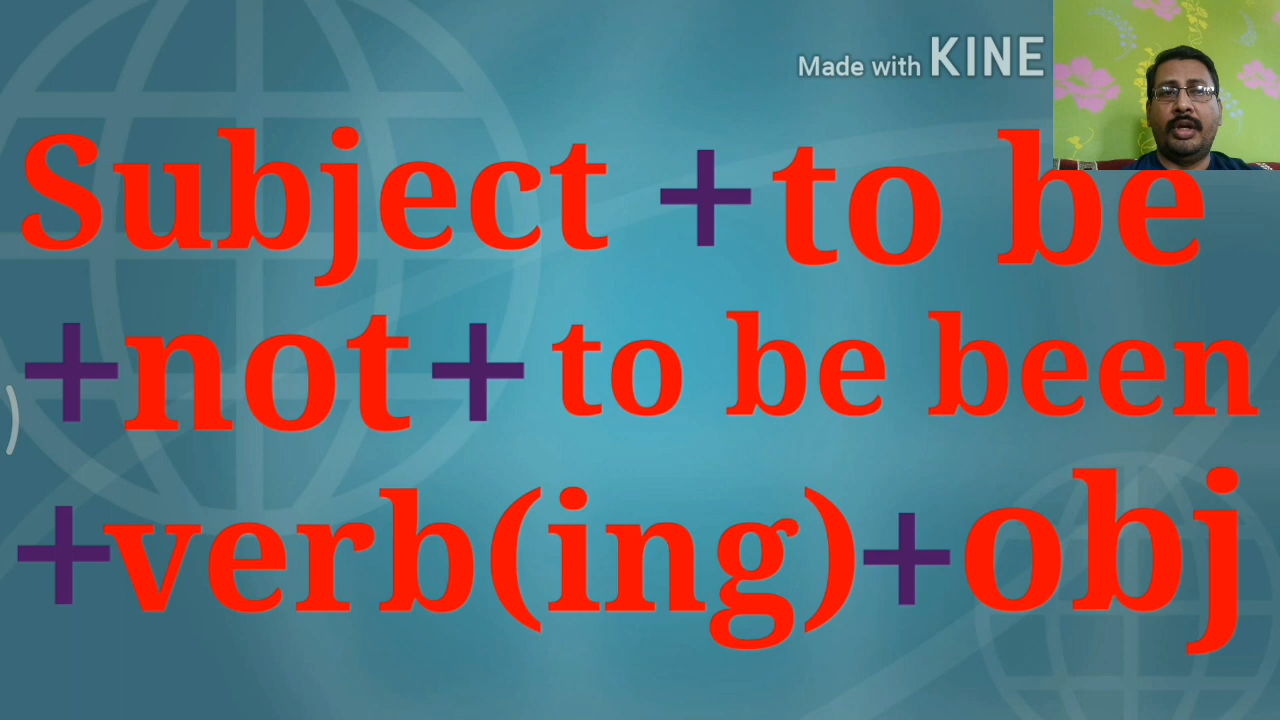 Made with KINE
Subject + to be
+not+ to be been
+verb(ing)+obj